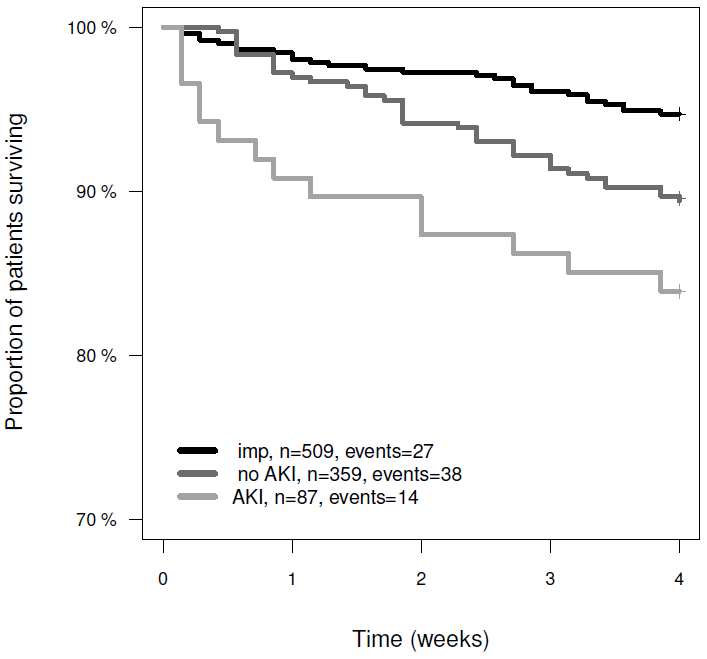 Proportion of patients surviving
100 %
90 %
80 %
70 %
imp, n=509, events=27
no AKI, n=359, events=38
AKI, n=87, events=14
0 1 2 3 4
Time (weeks)